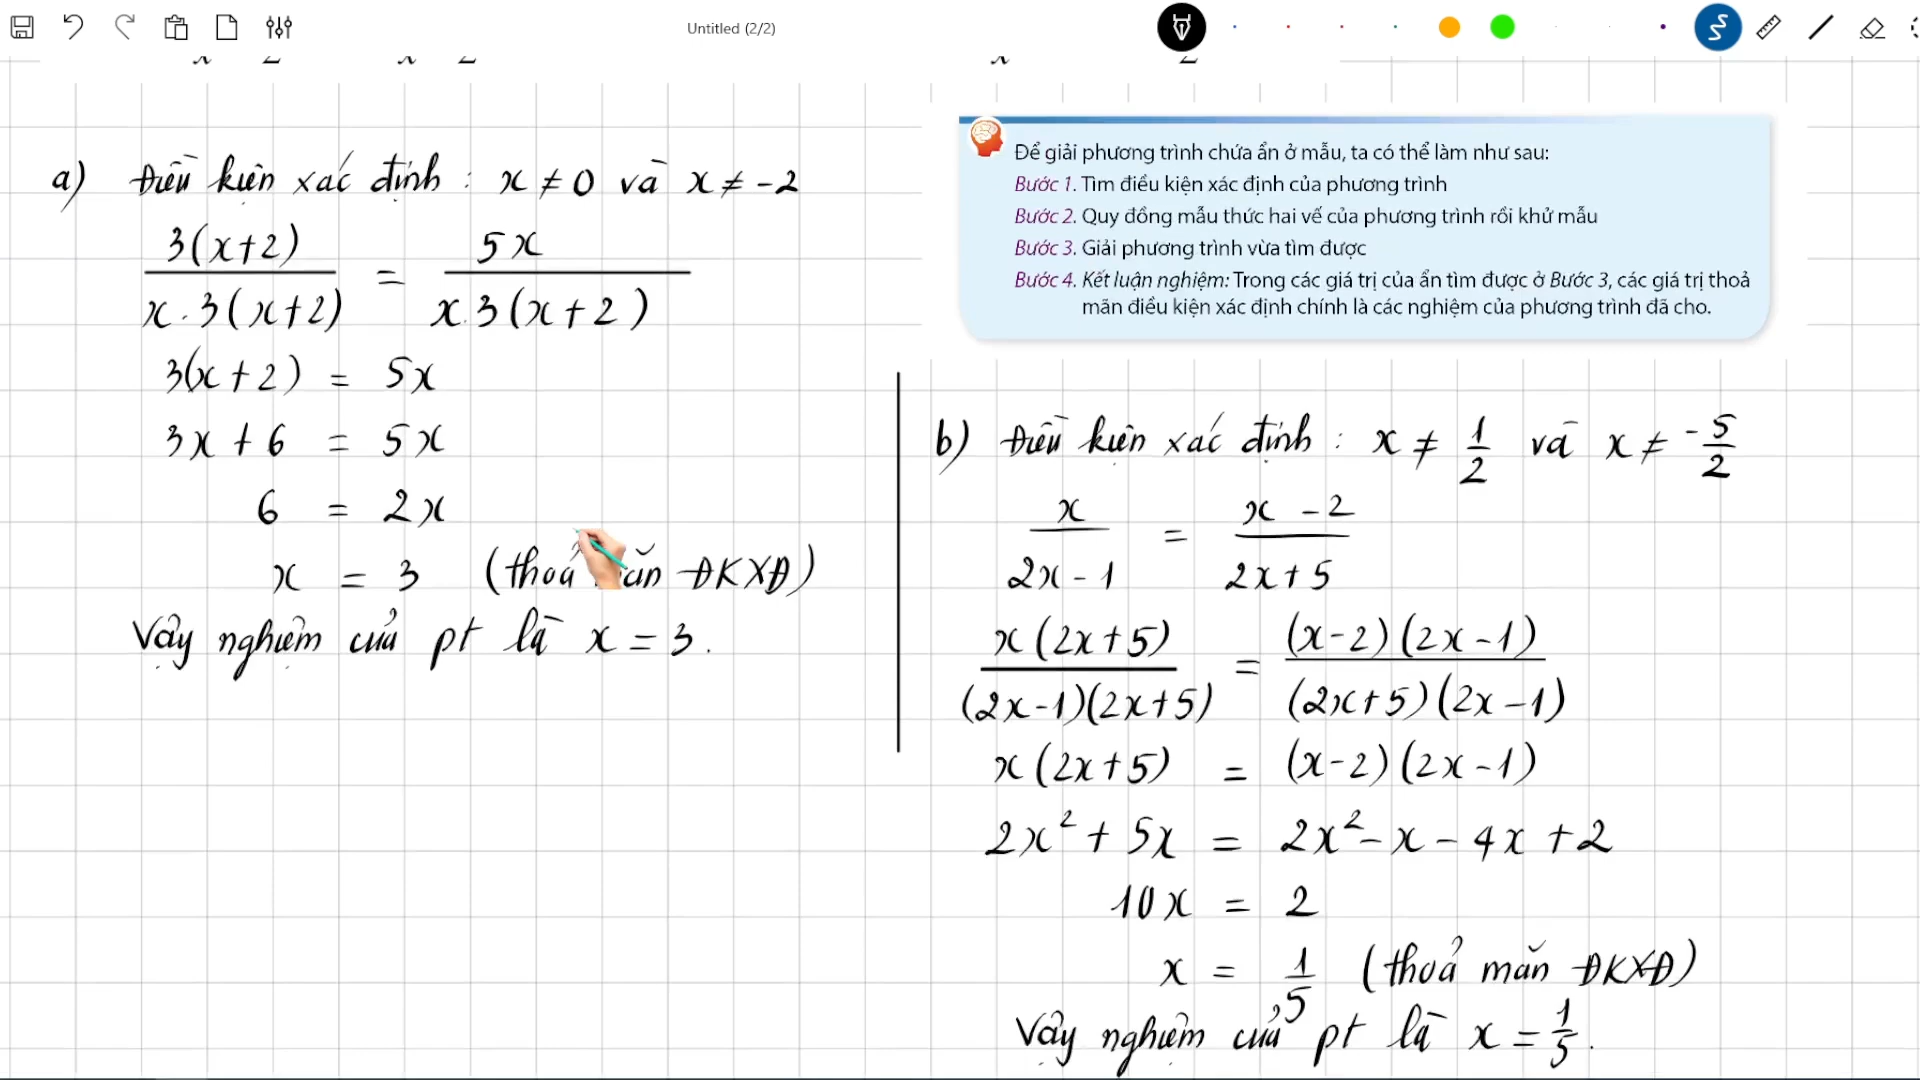 Untitled (2/2)
Để giải phương trình chứa ẩn ở mẫu, ta có thể làm như sau:
Bước 1. Tìm điều kiện xác định của phương trình
Bước 2. Quy đồng mẫu thức hai vế của phương trình rồi khử mẫu
Bước 3. Giải phương trình vừa tìm được
Bước 4. Kết luận nghiệm: Trong các giá trị của ẩn tìm được ở Bước 3, các giá trị thoả
mãn điều kiện xác định chính là các nghiệm của phương trình đã cho.
a) Điều kiện xác định : x ≠ 0 và x ≠ -2
3(x+2) / x.3(x+2) = 5x / x.3(x+2)
3(x+2) = 5x
3x + 6 = 5x
6 = 2x
x = 3 (thoả mãn ĐKXĐ)
Vậy nghiệm của pt là x = 3.
b) Điều kiện xác định : x ≠ 1/2 và x ≠ -5/2
x / 2x-1 = x-2 / 2x+5
x(2x+5) / (2x-1)(2x+5) = (x-2)(2x-1) / (2x+5)(2x-1)
x(2x+5) = (x-2)(2x-1)
2x² + 5x = 2x² - x - 4x + 2
10x = 2
x = 1/5 (thoả mãn ĐKXĐ)
Vậy nghiệm của pt là x = 1/5.